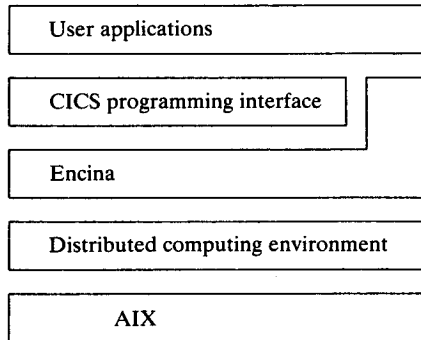 User applications
CICS programming interface
Encina
Distributed computing environment
AIX